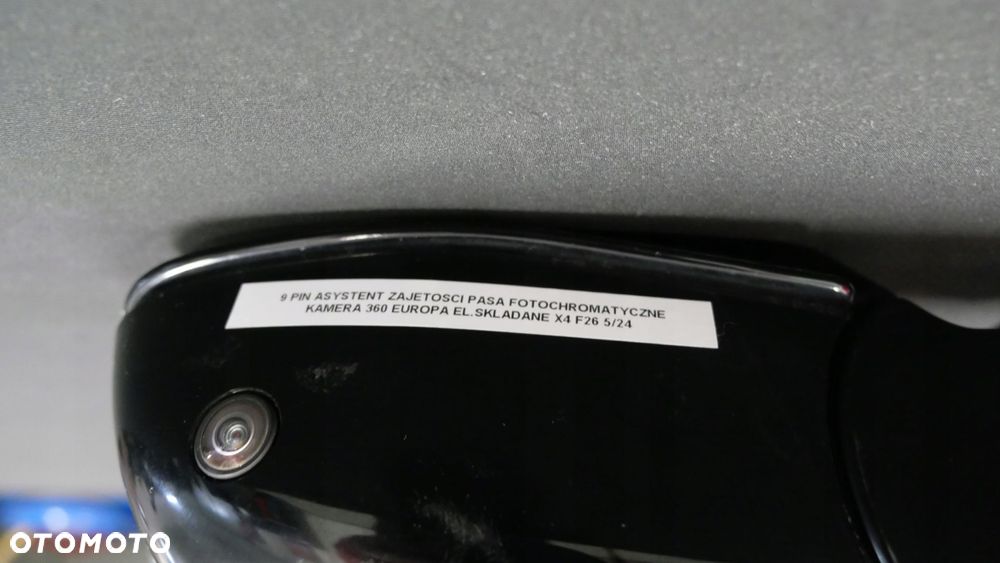 9 PIN ASYSTENT ZAJETOSCI PASA FOTOCHROMATYCZNE
KAMERA 360 EUROPA EL.SKLADANE X4 F26 5/24
OTOMOTO